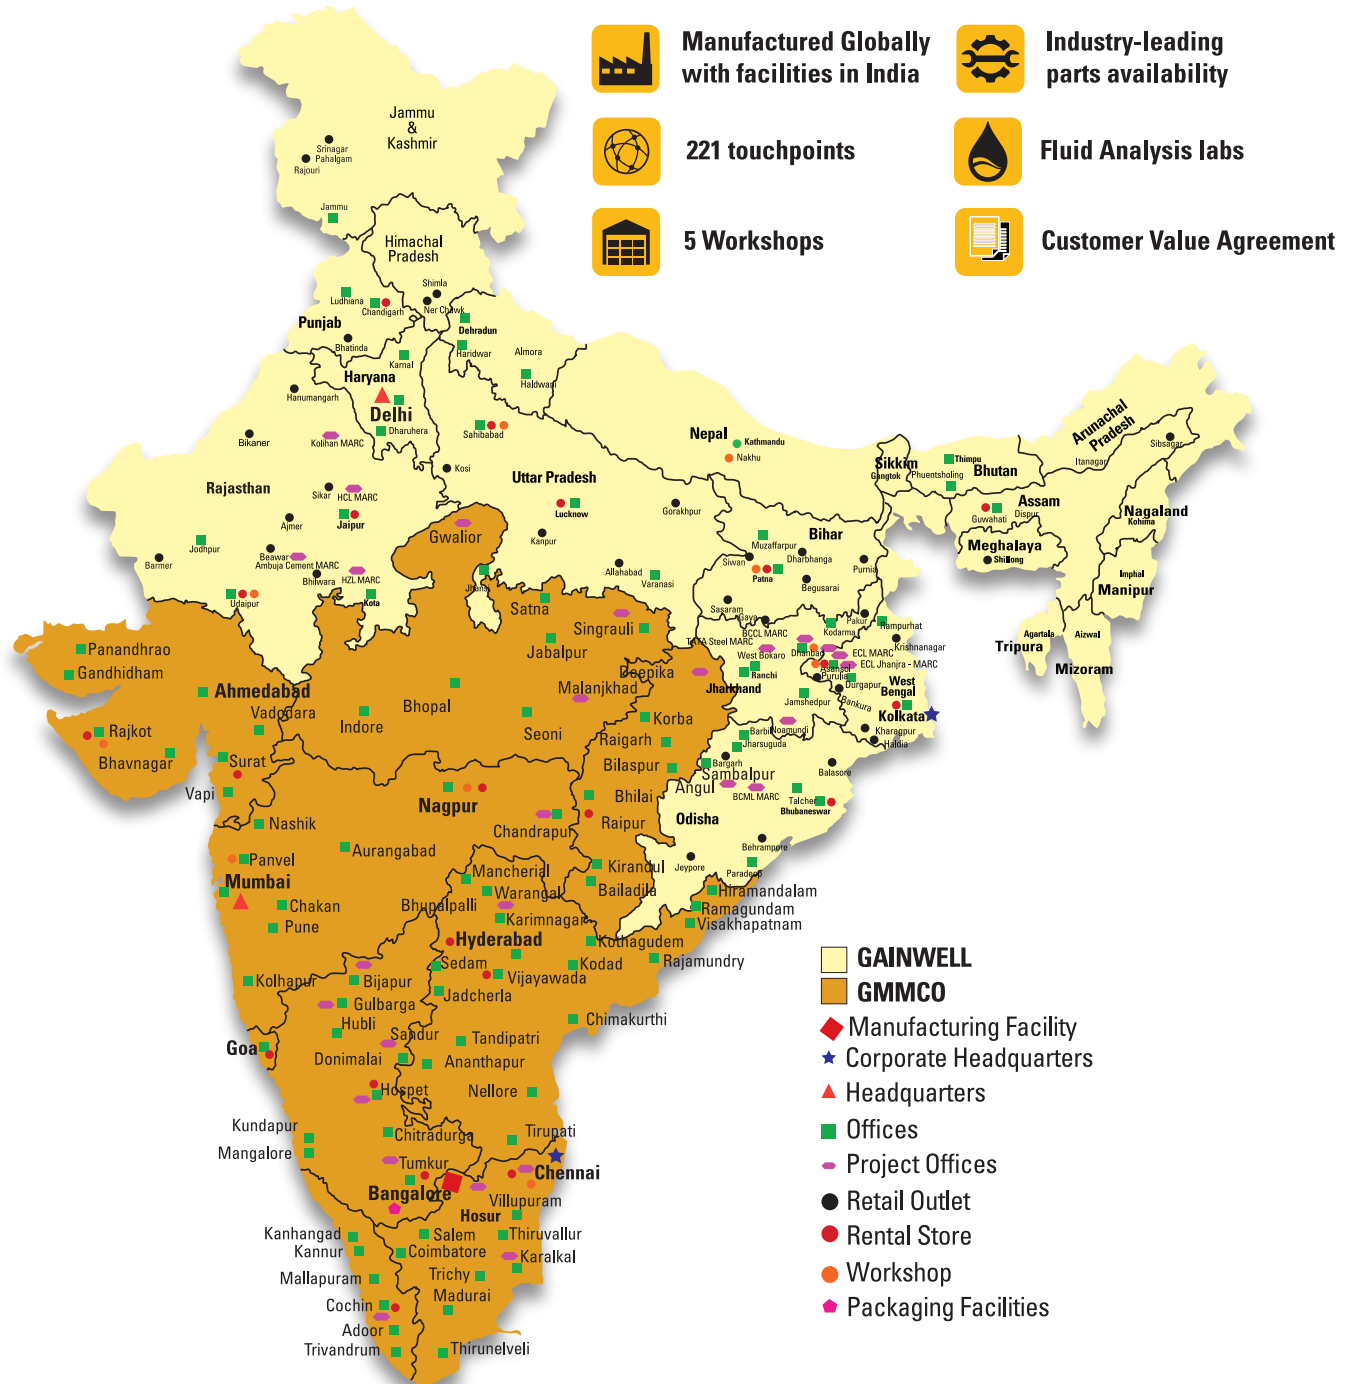 Manufactured Globally
with facilities in India
Industry-leading
parts availability
221 touchpoints
Fluid Analysis labs
5 Workshops
Customer Value Agreement
Jammu
&
Kashmir
Srinagar
Pahalgam
Rajouri
Jammu
Himachal
Pradesh
Shimla
Ner Chawk
Ludhiana
Chandigarh
Punjab
Bhatinda
Dehradun
Haridwar
Almora
Haldwani
Karnal
Haryana
Hanumangarh
Delhi
Dharuhera
Kolihan MARC
Bikaner
Sahibabad
Kosi
Nepal
Kathmandu
Nakhu
Uttar Pradesh
Lucknow
Gorakhpur
Kanpur
Allahabad
Varanasi
Jhansi
Rajasthan
Sikar
HCL MARC
Jaipur
Ajmer
Jodhpur
Beawar
Ambuja Cement MARC
Barmer
Bhilwara
HZL MARC
Udaipur
Kota
Sikkim
Gangtok
Thimpu
Phuentsholing
Bhutan
Arunachal
Pradesh
Itanagar
Sibsagar
Assam
Guwahati
Dispur
Nagaland
Kohima
Meghalaya
Shillong
Imphal
Manipur
Agartala
Tripura
Aizwal
Mizoram
Bihar
Muzaffarpur
Siwan
Dharbhanga
Purnia
Patna
Begusarai
Sasaram
Gaya
Pakur
Rampurhat
BCCL MARC
Kodarma
Krishnanagar
TATA Steel MARC
West Bokaro
Dhanbad
ECL MARC
ECL Jhanjra - MARC
Ranchi
Asansol
Purulia
Durgapur
Jharkhand
Jamshedpur
Bankura
West
Bengal
Kolkata
Noamundi
Kharagpur
Haldia
Barbil
Jharsuguda
Bargarh
Sambalpur
Angul
BCML MARC
Balasore
Talcher
Bhubaneswar
Odisha
Behrampore
Jeypore
Paradeep
Gwalior
Satna
Singrauli
Jabalpur
Deepika
Malanjkhad
Bhopal
Indore
Seoni
Korba
Raigarh
Bilaspur
Bhilai
Raipur
Kirandul
Bailadila
Panandhrao
Gandhidham
Ahmedabad
Vadodara
Rajkot
Bhavnagar
Surat
Vapi
Nagpur
Chandrapur
Nashik
Aurangabad
Panvel
Mumbai
Chakan
Pune
Kolhapur
Mancherial
Warangal
Bhupalpalli
Karimnagar
Hyderabad
Hiramandalam
Ramagundam
Visakhapatnam
Kothagudem
Kodad
Rajamundry
Sedam
Vijayawada
Jadcherla
Bijapur
Gulbarga
Hubli
Sandur
Chimakurthi
Goa
Donimalai
Tandipatri
Ananthapur
Hospet
Nellore
Kundapur
Mangalore
Chitradurga
Tirupati
Tumkur
Chennai
Bangalore
Villupuram
Hosur
Kanhangad
Kannur
Salem
Thiruvallur
Coimbatore
Karaikal
Mallapuram
Trichy
Cochin
Madurai
Adoor
Trivandrum
Thirunelveli
GAINWELL
GMMCO
Manufacturing Facility
Corporate Headquarters
Headquarters
Offices
Project Offices
Retail Outlet
Rental Store
Workshop
Packaging Facilities